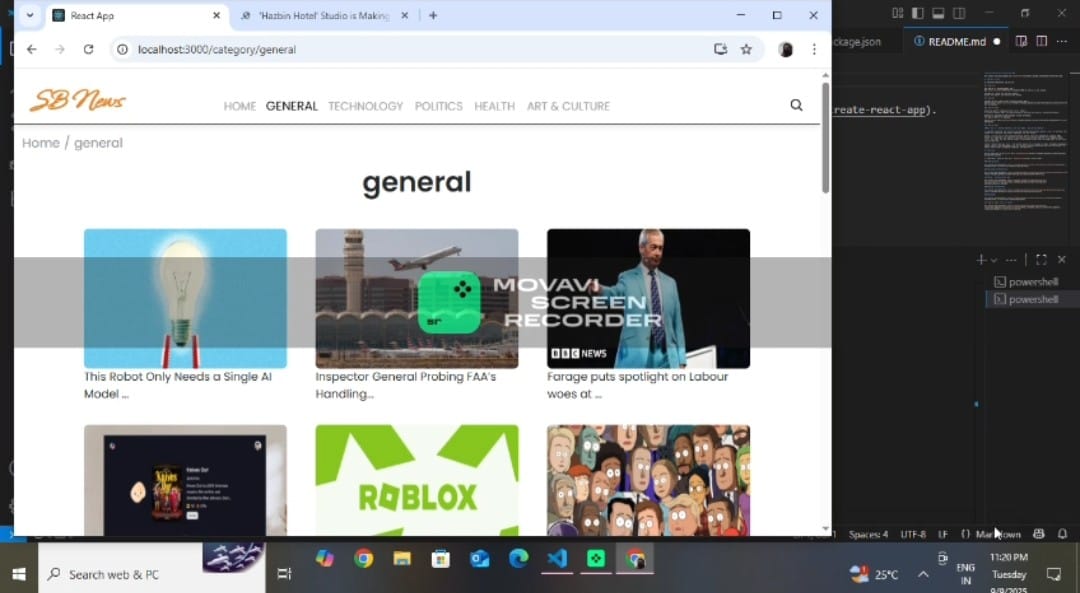 React App
'Hazbin Hotel' Studio is Making
localhost:3000/category/general
ckage.json
README.md
SB News
HOME GENERAL TECHNOLOGY POLITICS HEALTH ART & CULTURE
Home / general
general
create-react-app).
MOVAVI
SCREEN
RECORDER
sr
BBC NEWS
This Robot Only Needs a Single AI
Model ...
Inspector General Probing FAA's
Handling...
Farage puts spotlight on Labour
woes at ...
Knives Out
ROBLOX
powershell
powershell
Spaces: 4 UTF-8 LF {} Markdown
Search web & PC
25°C
ENG
IN
11:20 PM
Tuesday
9/9/2025